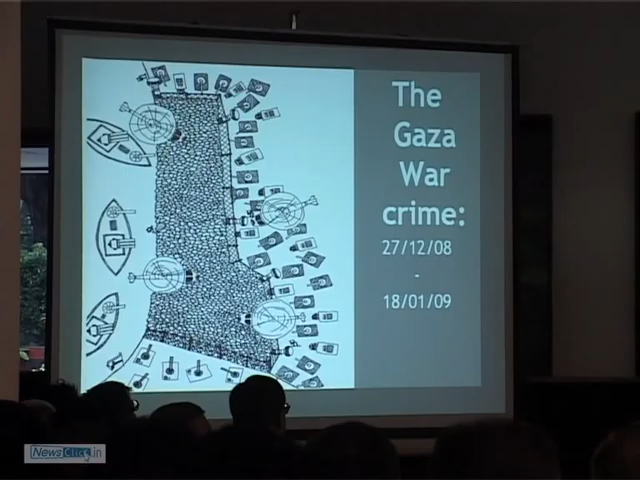 The
Gaza
War
crime:
27/12/08
-
18/01/09
NewsClick.in